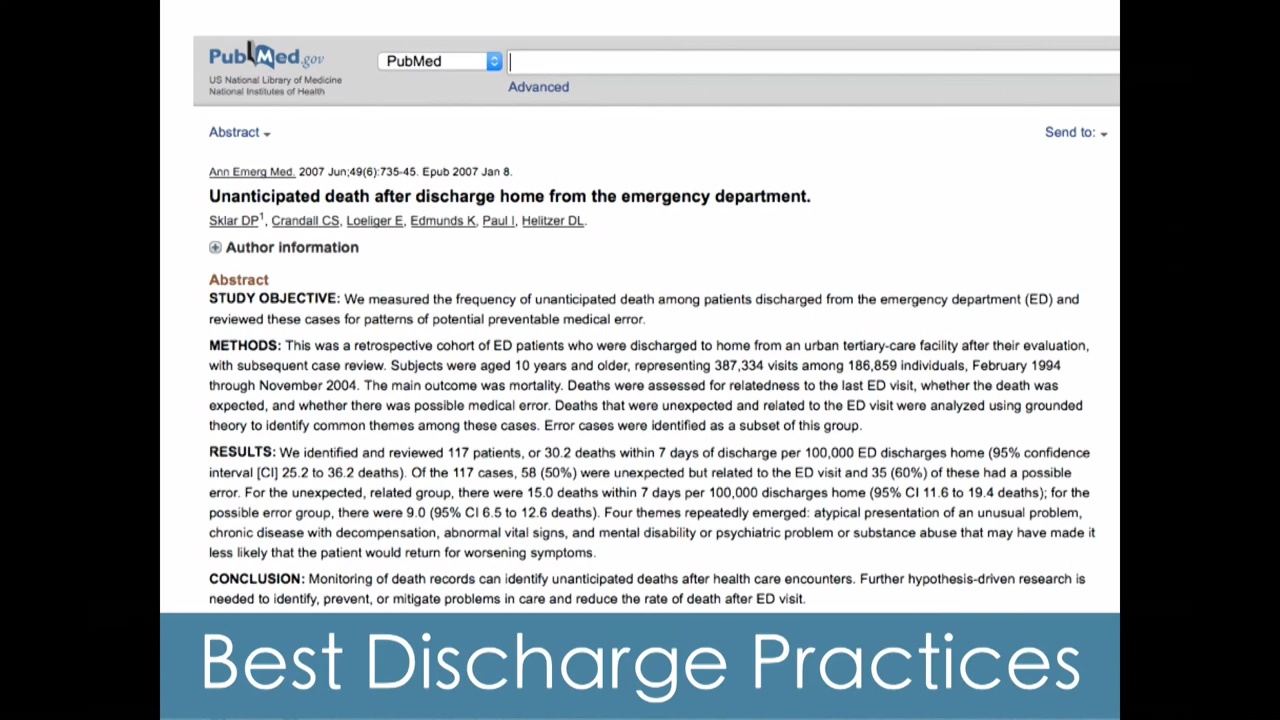 PubMed.gov
US National Library of Medicine
National Institutes of Health
PubMed
Advanced
Abstract
Send to:
Ann Emerg Med. 2007 Jun;49(6):735-45. Epub 2007 Jan 8.
Unanticipated death after discharge home from the emergency department.
Sklar DP1, Crandall CS, Loeliger E, Edmunds K, Paul I, Helitzer DL.
Author information
Abstract
STUDY OBJECTIVE: We measured the frequency of unanticipated death among patients discharged from the emergency department (ED) and
reviewed these cases for patterns of potential preventable medical error.
METHODS: This was a retrospective cohort of ED patients who were discharged to home from an urban tertiary-care facility after their evaluation,
with subsequent case review. Subjects were aged 10 years and older, representing 387,334 visits among 186,859 individuals, February 1994
through November 2004. The main outcome was mortality. Deaths were assessed for relatedness to the last ED visit, whether the death was
expected, and whether there was possible medical error. Deaths that were unexpected and related to the ED visit were analyzed using grounded
theory to identify common themes among these cases. Error cases were identified as a subset of this group.
RESULTS: We identified and reviewed 117 patients, or 30.2 deaths within 7 days of discharge per 100,000 ED discharges home (95% confidence
interval [CI] 25.2 to 36.2 deaths). Of the 117 cases, 58 (50%) were unexpected but related to the ED visit and 35 (60%) of these had a possible
error. For the unexpected, related group, there were 15.0 deaths within 7 days per 100,000 discharges home (95% CI 11.6 to 19.4 deaths); for the
possible error group, there were 9.0 (95% CI 6.5 to 12.6 deaths). Four themes repeatedly emerged: atypical presentation of an unusual problem,
chronic disease with decompensation, abnormal vital signs, and mental disability or psychiatric problem or substance abuse that may have made it
less likely that the patient would return for worsening symptoms.
CONCLUSION: Monitoring of death records can identify unanticipated deaths after health care encounters. Further hypothesis-driven research is
needed to identify, prevent, or mitigate problems in care and reduce the rate of death after ED visit.
Best Discharge Practices